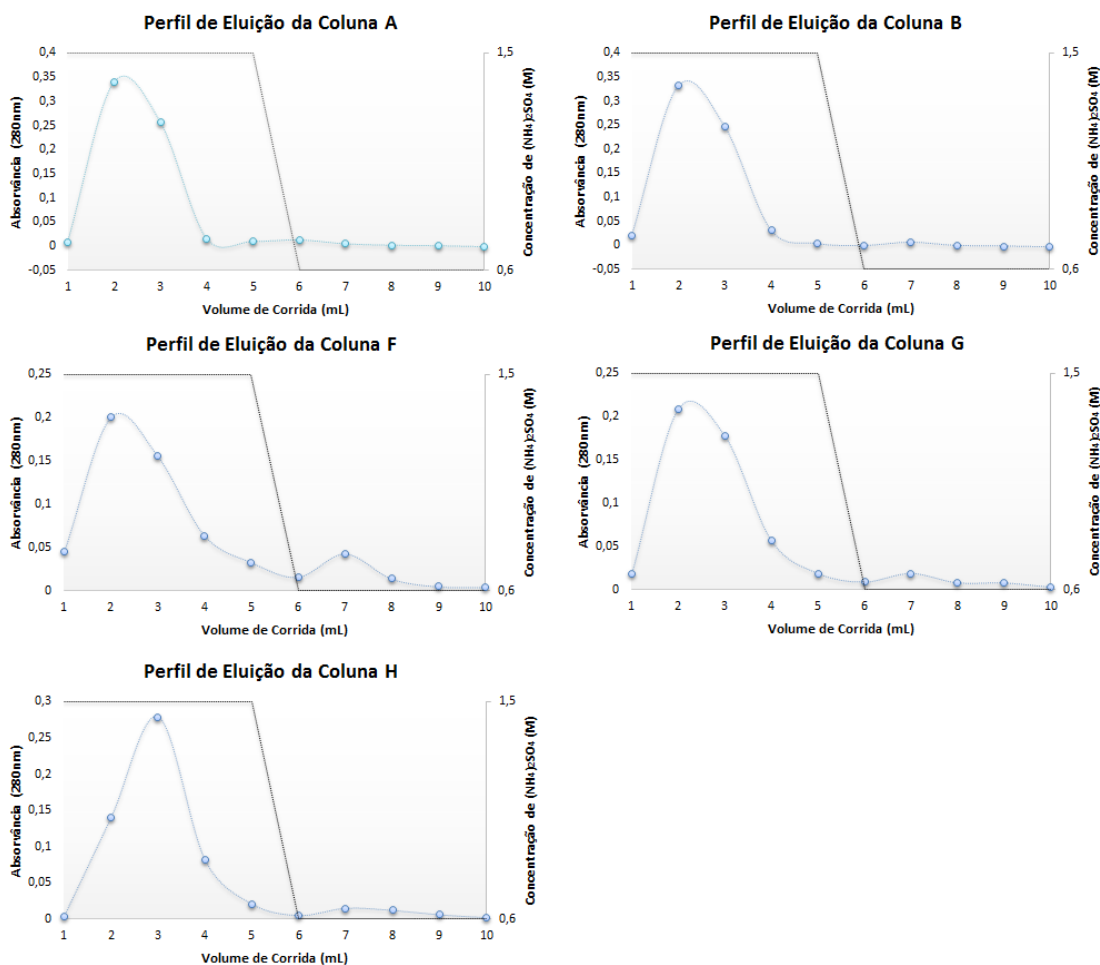 Perfil de Eluição da Coluna A
Absorvância (280nm)
0,4
0,35
0,3
0,25
0,2
0,15
0,1
0,05
0
-0,05
1 2 3 4 5 6 7 8 9 10
Volume de Corrida (mL)
1,5
0,6
Concentração de (NH4)2SO4 (M)
Perfil de Eluição da Coluna B
Absorvância (280nm)
0,4
0,35
0,3
0,25
0,2
0,15
0,1
0,05
0
-0,05
1 2 3 4 5 6 7 8 9 10
Volume de Corrida (mL)
1,5
0,6
Concentração de (NH4)2SO4 (M)
Perfil de Eluição da Coluna F
Absorvância (280nm)
0,25
0,2
0,15
0,1
0,05
0
1 2 3 4 5 6 7 8 9 10
Volume de Corrida (mL)
1,5
0,6
Concentração de (NH4)2SO4 (M)
Perfil de Eluição da Coluna G
Absorvância (280nm)
0,25
0,2
0,15
0,1
0,05
0
1 2 3 4 5 6 7 8 9 10
Volume de Corrida (mL)
1,5
0,6
Concentração de (NH4)2SO4 (M)
Perfil de Eluição da Coluna H
Absorvância (280nm)
0,3
0,25
0,2
0,15
0,1
0,05
0
1 2 3 4 5 6 7 8 9 10
Volume de Corrida (mL)
1,5
0,6
Concentração de (NH4)2SO4 (M)